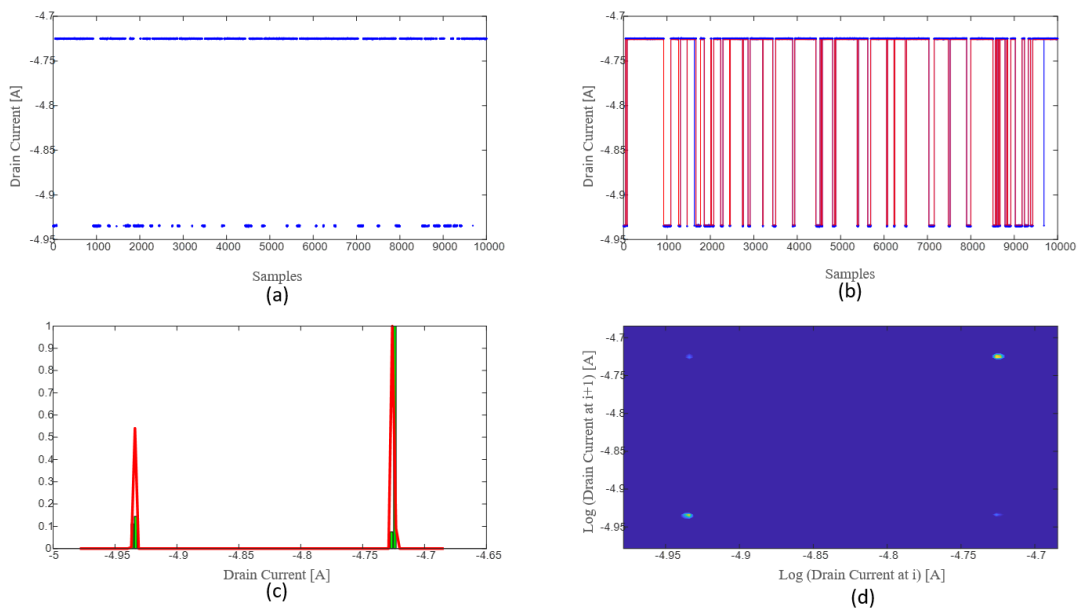 -4.7
-4.75
-4.8
-4.85
-4.9
-4.95
Drain Current [A]
0 1000 2000 3000 4000 5000 6000 7000 8000 9000 10000
Samples
(a)
-4.7
-4.75
-4.8
-4.85
-4.9
-4.95
Drain Current [A]
0 1000 2000 3000 4000 5000 6000 7000 8000 9000 10000
Samples
(b)
1
0.9
0.8
0.7
0.6
0.5
0.4
0.3
0.2
0.1
0
-5 -4.95 -4.9 -4.85 -4.8 -4.75 -4.7 -4.65
Drain Current [A]
(c)
-4.7
-4.75
-4.8
-4.85
-4.9
-4.95
Log (Drain Current at i+1) [A]
-4.95 -4.9 -4.85 -4.8 -4.75 -4.7
Log (Drain Current at i) [A]
(d)